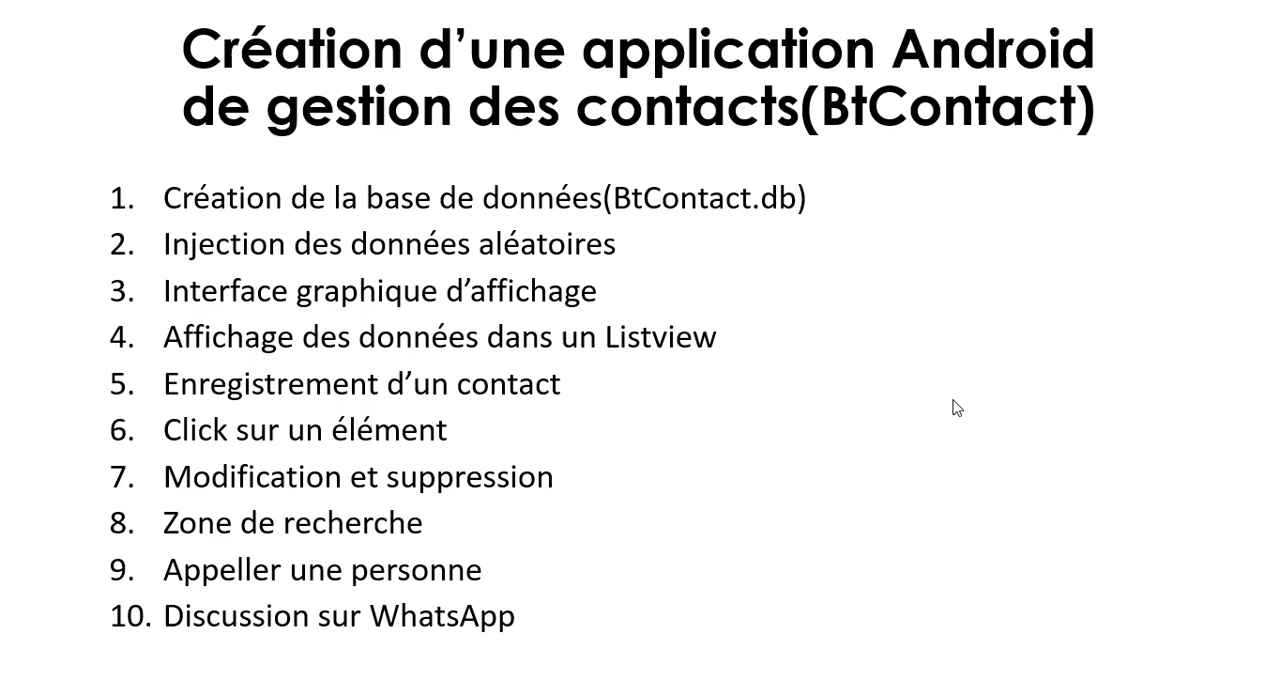 Création d’une application Android
de gestion des contacts(BtContact)
1. Création de la base de données(BtContact.db)
2. Injection des données aléatoires
3. Interface graphique d’affichage
4. Affichage des données dans un Listview
5. Enregistrement d’un contact
6. Click sur un élément
7. Modification et suppression
8. Zone de recherche
9. Appeller une personne
10. Discussion sur WhatsApp